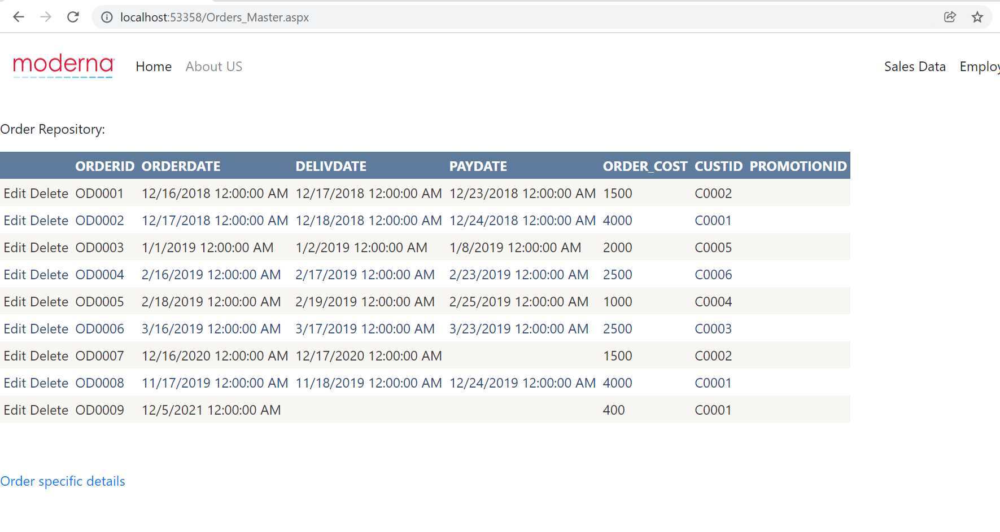 localhost:53358/Orders_Master.aspx
moderna Home About US Sales Data Employ
Order Repository:
ORDERID ORDERDATE DELIVDATE PAYDATE ORDER_COST CUSTID PROMOTIONID
Edit Delete OD0001 12/16/2018 12:00:00 AM 12/17/2018 12:00:00 AM 12/23/2018 12:00:00 AM 1500 C0002
Edit Delete OD0002 12/17/2018 12:00:00 AM 12/18/2018 12:00:00 AM 12/24/2018 12:00:00 AM 4000 C0001
Edit Delete OD0003 1/1/2019 12:00:00 AM 1/2/2019 12:00:00 AM 1/8/2019 12:00:00 AM 2000 C0005
Edit Delete OD0004 2/16/2019 12:00:00 AM 2/17/2019 12:00:00 AM 2/23/2019 12:00:00 AM 2500 C0006
Edit Delete OD0005 2/18/2019 12:00:00 AM 2/19/2019 12:00:00 AM 2/25/2019 12:00:00 AM 1000 C0004
Edit Delete OD0006 3/16/2019 12:00:00 AM 3/17/2019 12:00:00 AM 3/23/2019 12:00:00 AM 2500 C0003
Edit Delete OD0007 12/16/2020 12:00:00 AM 12/17/2020 12:00:00 AM 1500 C0002
Edit Delete OD0008 11/17/2019 12:00:00 AM 11/18/2019 12:00:00 AM 12/24/2019 12:00:00 AM 4000 C0001
Edit Delete OD0009 12/5/2021 12:00:00 AM 400 C0001
Order specific details